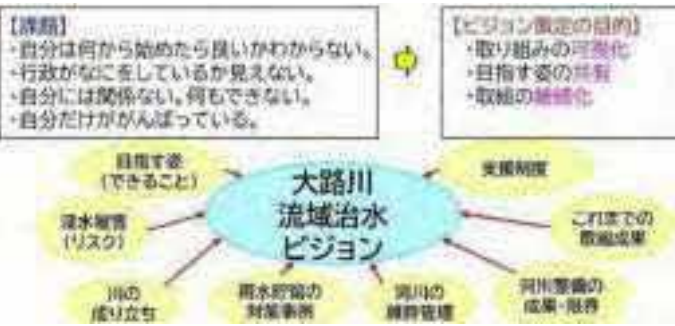 【課題】
・自分は何から始めたら良いかわからない。
・行政がなにをしているか見えない。
・自分には関係ない。何もできない。
・自分だけががんばっている。
【ビジョン策定の目的】
・取り組みの可視化
・目指す姿の共有
・取組の継続化
目指す姿
(できること)
支援制度
大路川
流域治水
ビジョン
浸水被害
(リスク)
これまでの
取組成果
川の
成り立ち
雨水貯留の
対策事例
河川の
維持管理
河川整備の
成果・限界